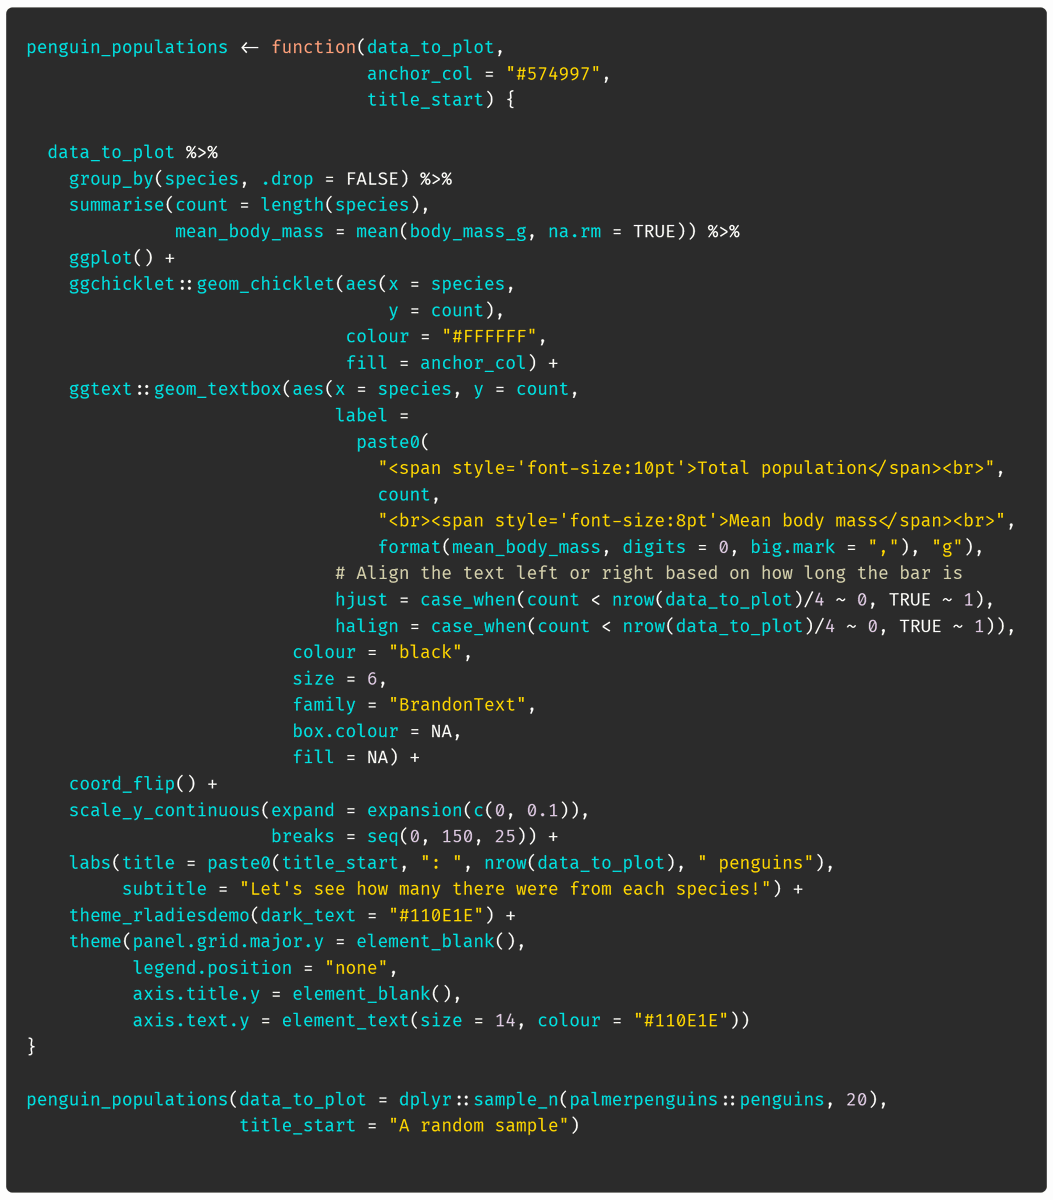 penguin_populations <- function(data_to_plot,
                                anchor_col = "#574997",
                                title_start) {

  data_to_plot %>%
    group_by(species, .drop = FALSE) %>%
    summarise(count = length(species),
              mean_body_mass = mean(body_mass_g, na.rm = TRUE)) %>%
    ggplot() +
    ggchicklet::geom_chicklet(aes(x = species,
                                  y = count),
                              colour = "#FFFFFF",
                              fill = anchor_col) +
    ggtext::geom_textbox(aes(x = species, y = count,
                             label =
                               paste0(
                                 "<span style='font-size:10pt'>Total population</span><br>",
                                 count,
                                 "<br><span style='font-size:8pt'>Mean body mass</span><br>",
                                 format(mean_body_mass, digits = 0, big.mark = ","), "g"),
                             # Align the text left or right based on how long the bar is
                             hjust = case_when(count < nrow(data_to_plot)/4 ~ 0, TRUE ~ 1),
                             halign = case_when(count < nrow(data_to_plot)/4 ~ 0, TRUE ~ 1)),
                         colour = "black",
                         size = 6,
                         family = "BrandonText",
                         box.colour = NA,
                         fill = NA) +
    coord_flip() +
    scale_y_continuous(expand = expansion(c(0, 0.1)),
                       breaks = seq(0, 150, 25)) +
    labs(title = paste0(title_start, ": ", nrow(data_to_plot), " penguins"),
         subtitle = "Let's see how many there were from each species!") +
    theme_rladiesdemo(dark_text = "#110E1E") +
    theme(panel.grid.major.y = element_blank(),
          legend.position = "none",
          axis.title.y = element_blank(),
          axis.text.y = element_text(size = 14, colour = "#110E1E"))
}

penguin_populations(data_to_plot = dplyr::sample_n(palmerpenguins::penguins, 20),
                    title_start = "A random sample")